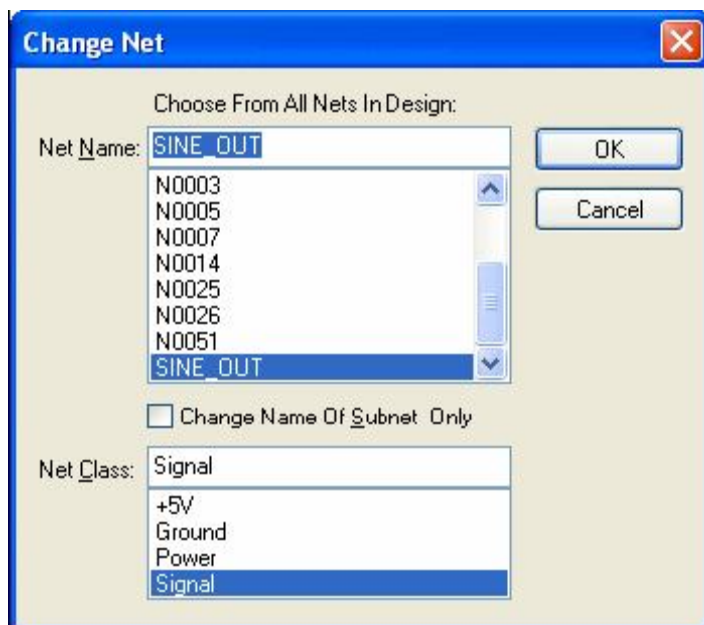 Change Net
Choose From All Nets In Design:
Net Name: SINE_OUT
OK
N0003
N0005
Cancel
N0007
N0014
N0025
N0026
N0051
SINE_OUT
Change Name Of Subnet Only
Net Class: Signal
+5V
Ground
Power
Signal